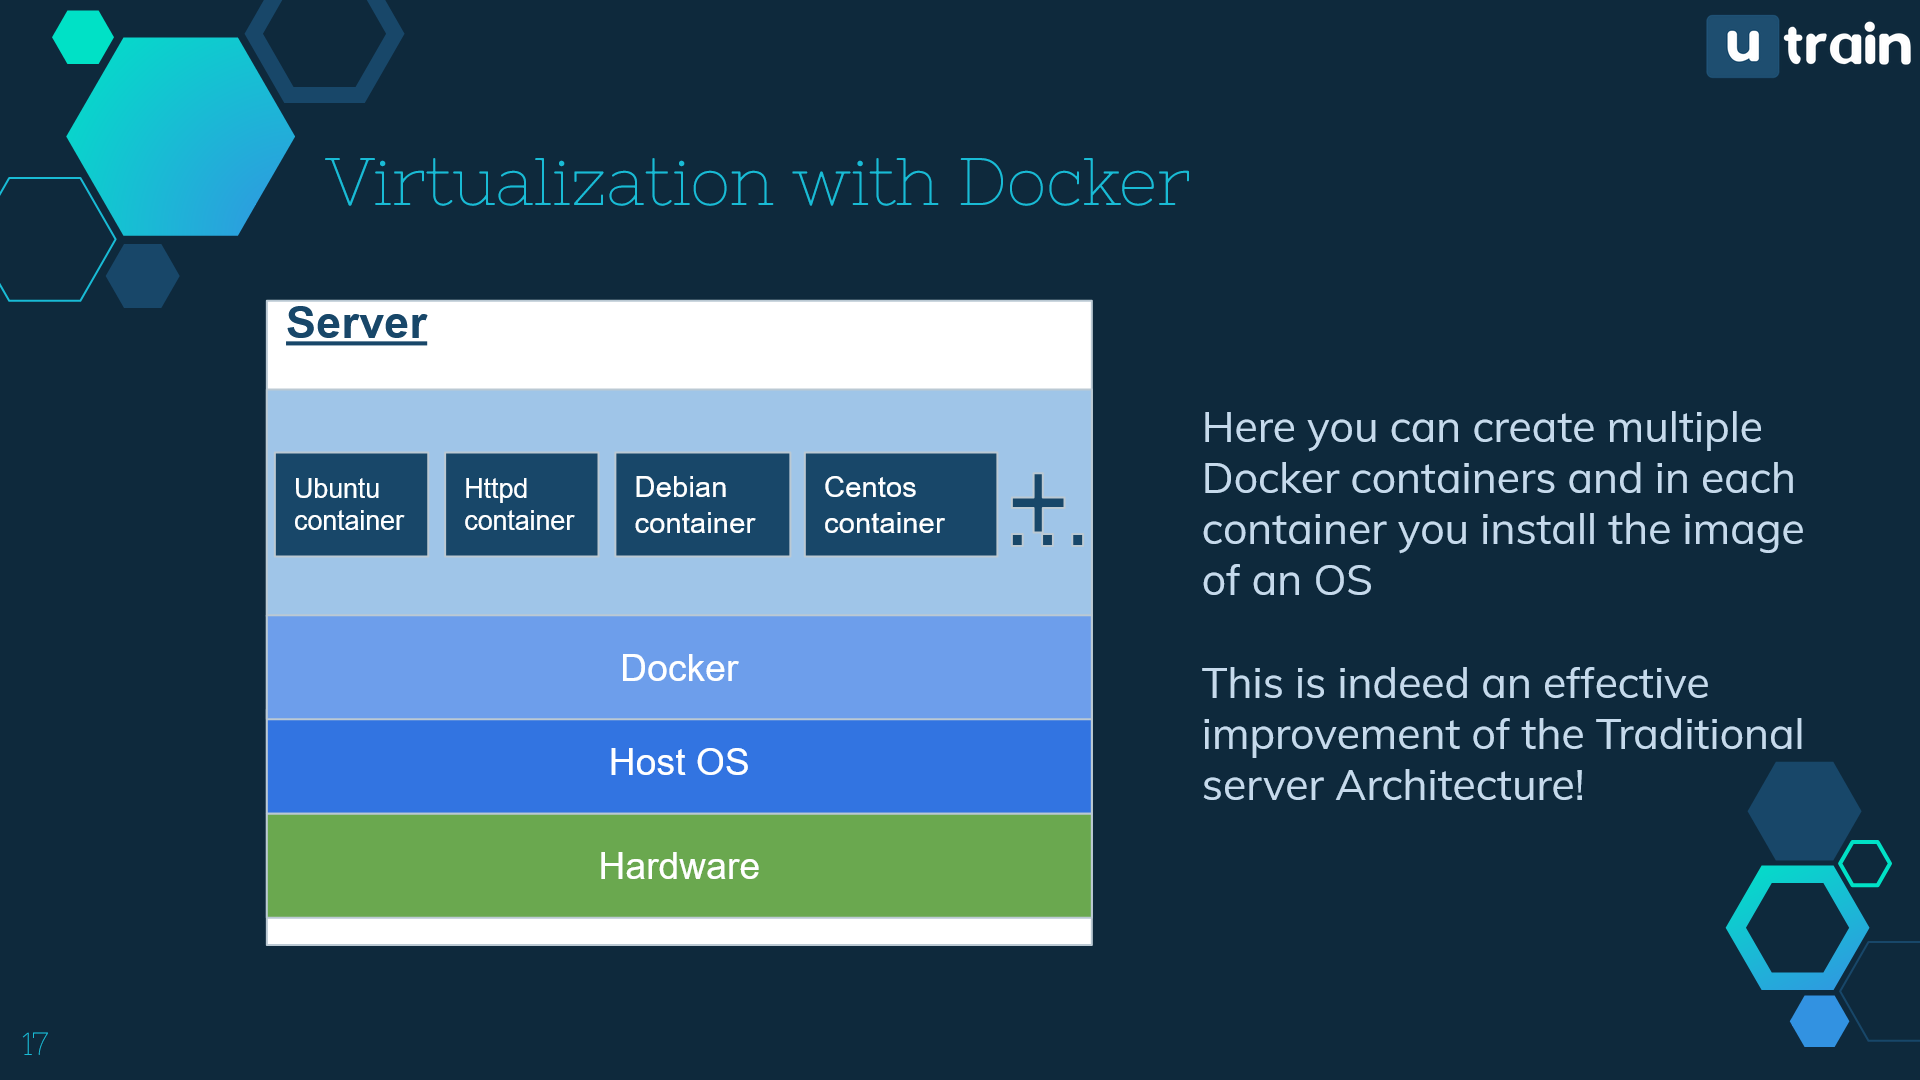 u train
Virtualization with Docker
Server
Ubuntu
container
Httpd
container
Debian
container
Centos
container
+
...
Docker
Host OS
Hardware
Here you can create multiple
Docker containers and in each
container you install the image
of an OS
This is indeed an effective
improvement of the Traditional
server Architecture!
17